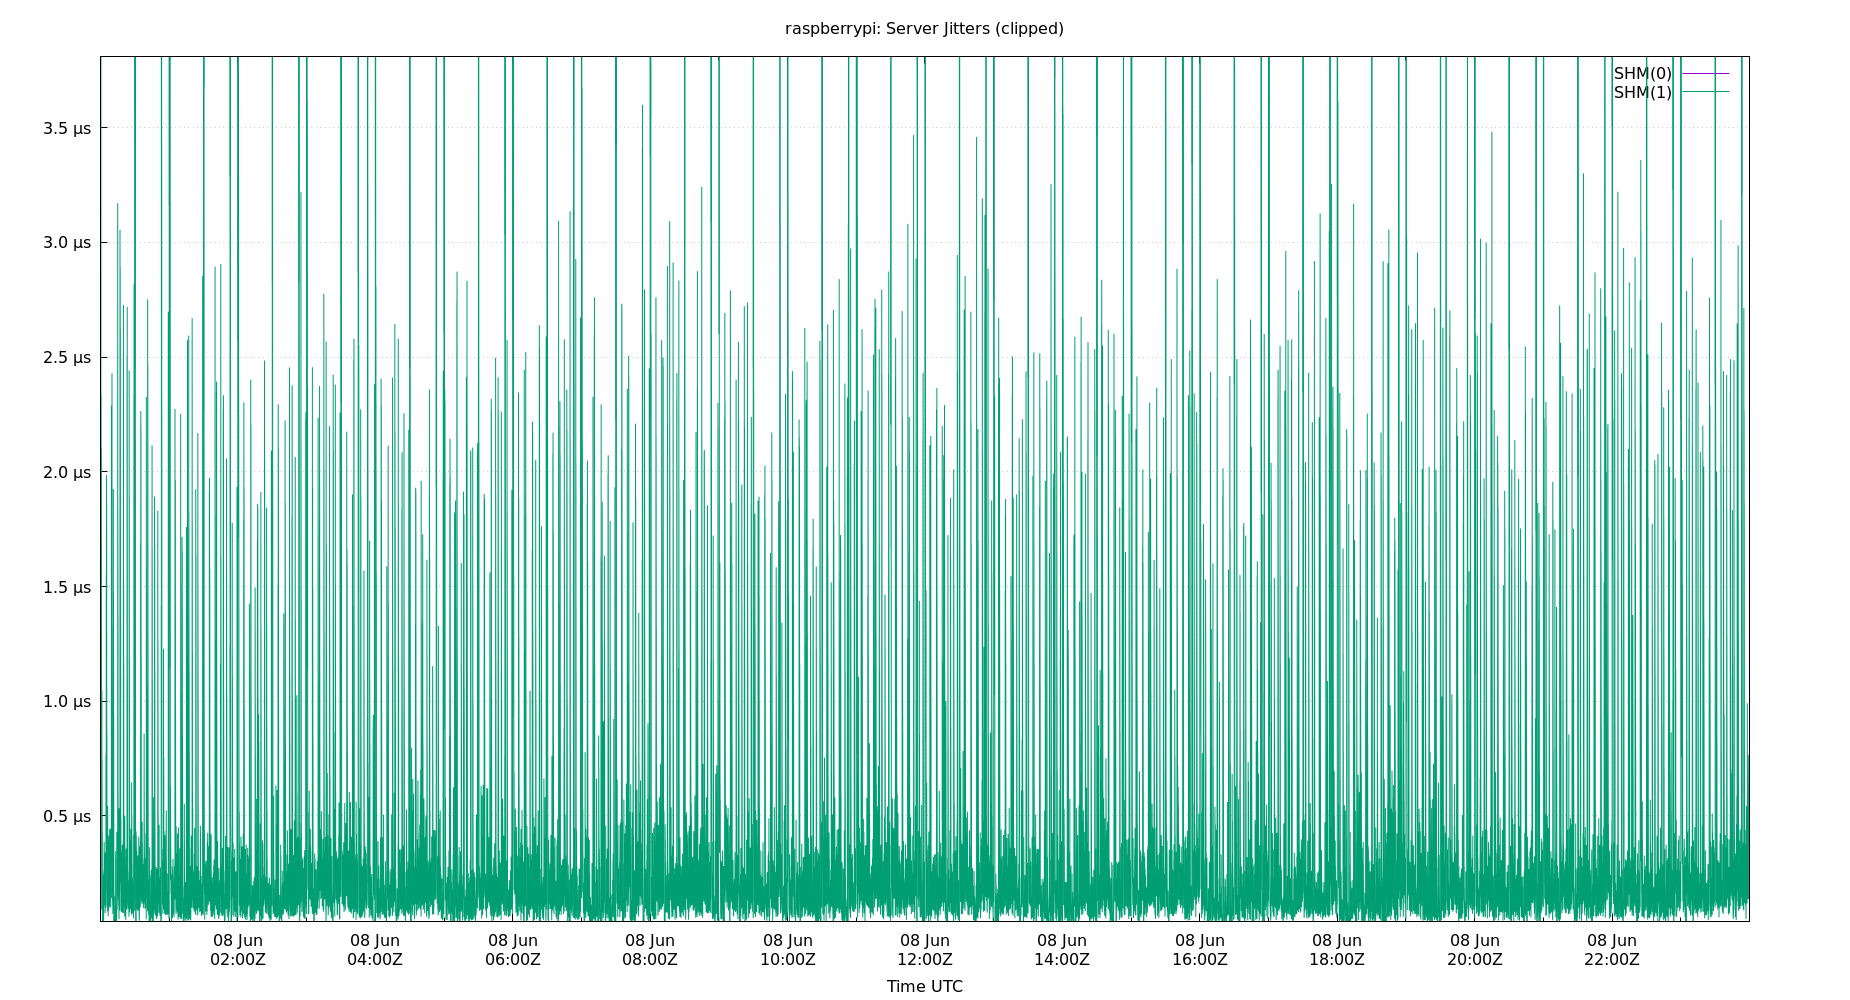 raspberrypi: Server Jitters (clipped)
SHM(0)
SHM(1)
3.5 µs
3.0 µs
2.5 µs
2.0 µs
1.5 µs
1.0 µs
0.5 µs
08 Jun 08 Jun 08 Jun 08 Jun 08 Jun 08 Jun 08 Jun 08 Jun 08 Jun 08 Jun 08 Jun
02:00Z 04:00Z 06:00Z 08:00Z 10:00Z 12:00Z 14:00Z 16:00Z 18:00Z 20:00Z 22:00Z
Time UTC